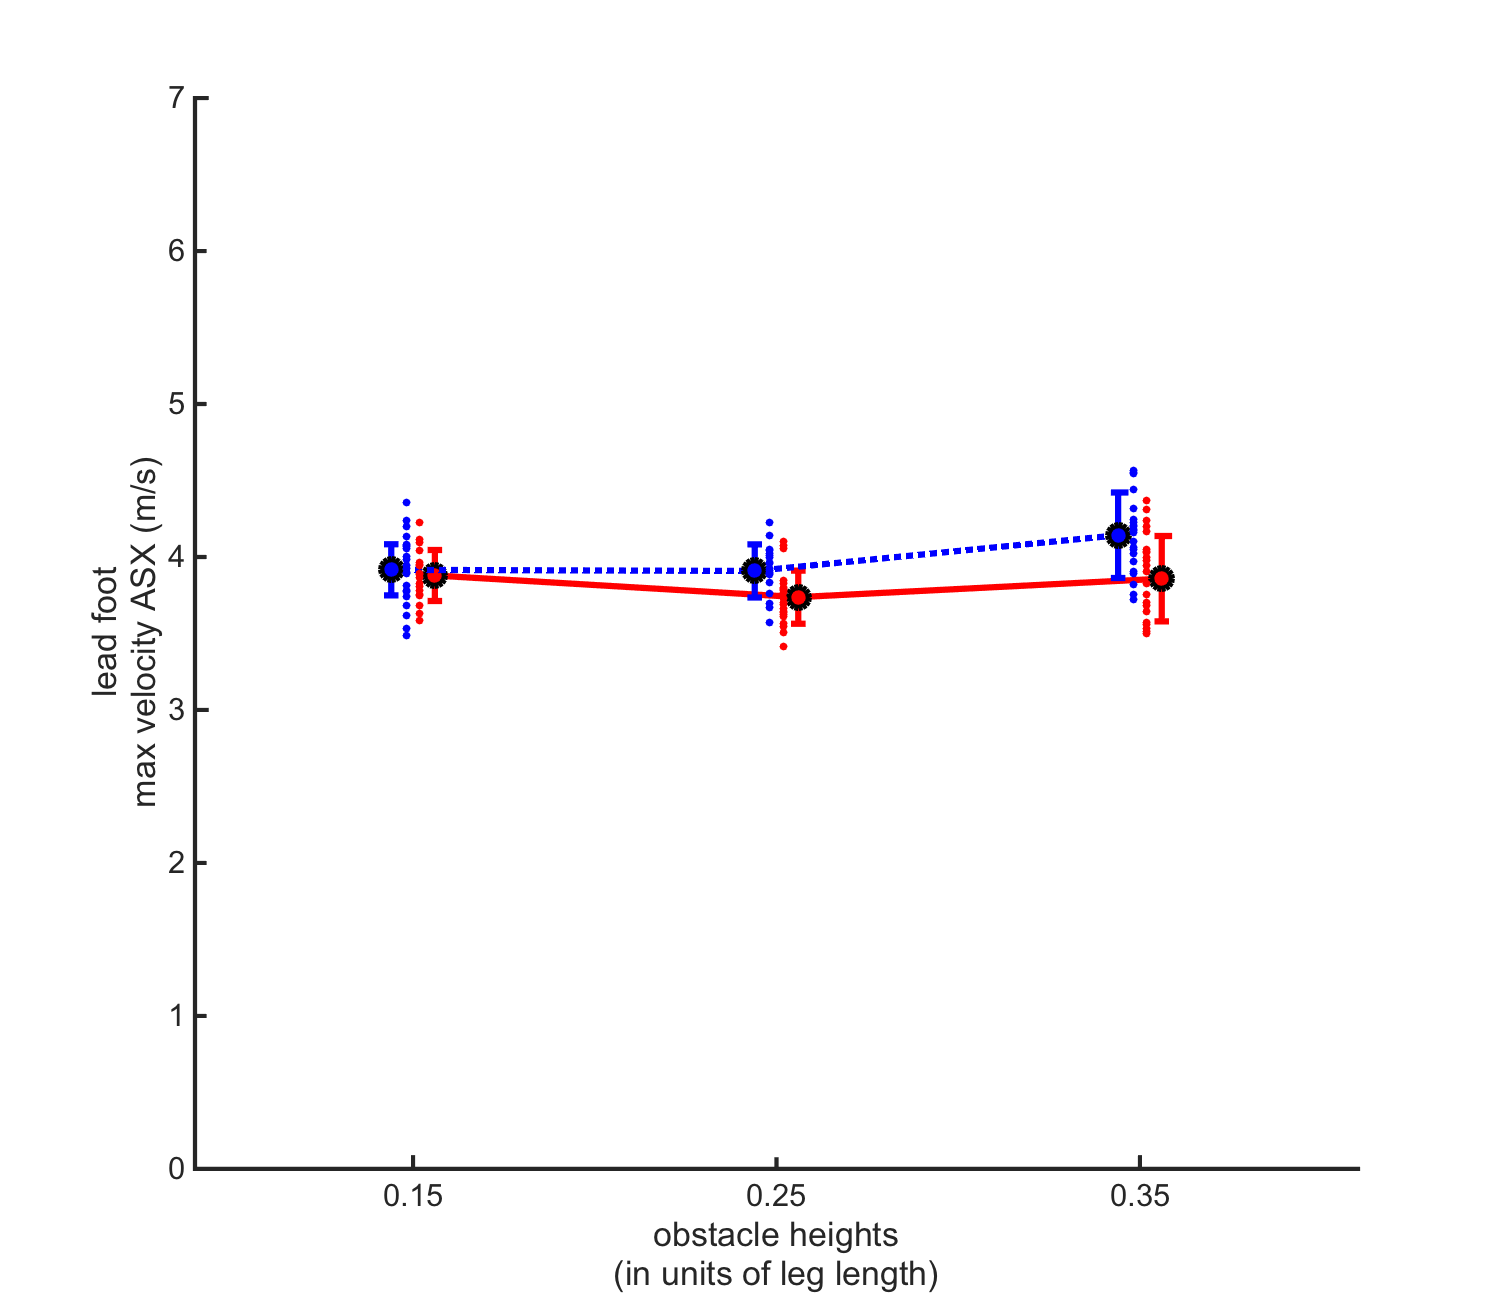 7
6
5
4
3
2
1
0
lead foot
max velocity ASX (m/s)
0.15 0.25 0.35
obstacle heights
(in units of leg length)